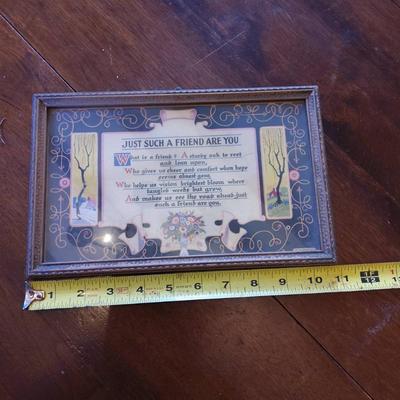 JUST SUCH A FRIEND ARE YOU
What is a friend? A sturdy oak to rest
and lean upon,
Who gives us cheer and comfort when hope
seems almost gone,
Who helps us vision brightest bloom where
tangled weeds but grew,
And makes us see the road ahead-just
such a friend are you.
1 2 3 4 5 6 7 8 9 10 11
1F
12